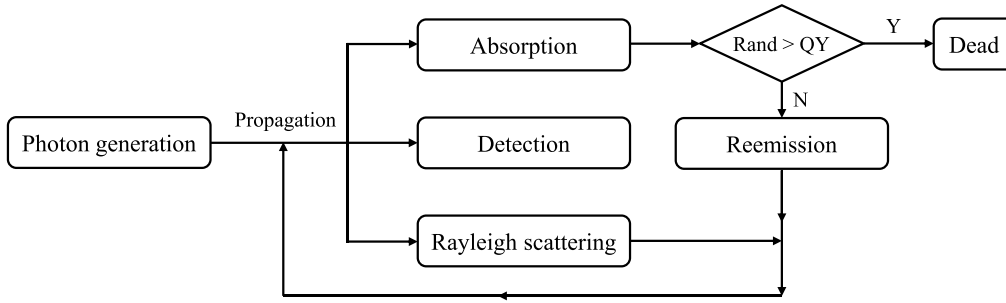 Absorption
Rand > QY
Y
Dead
N
Propagation
Photon generation
Detection
Reemission
Rayleigh scattering